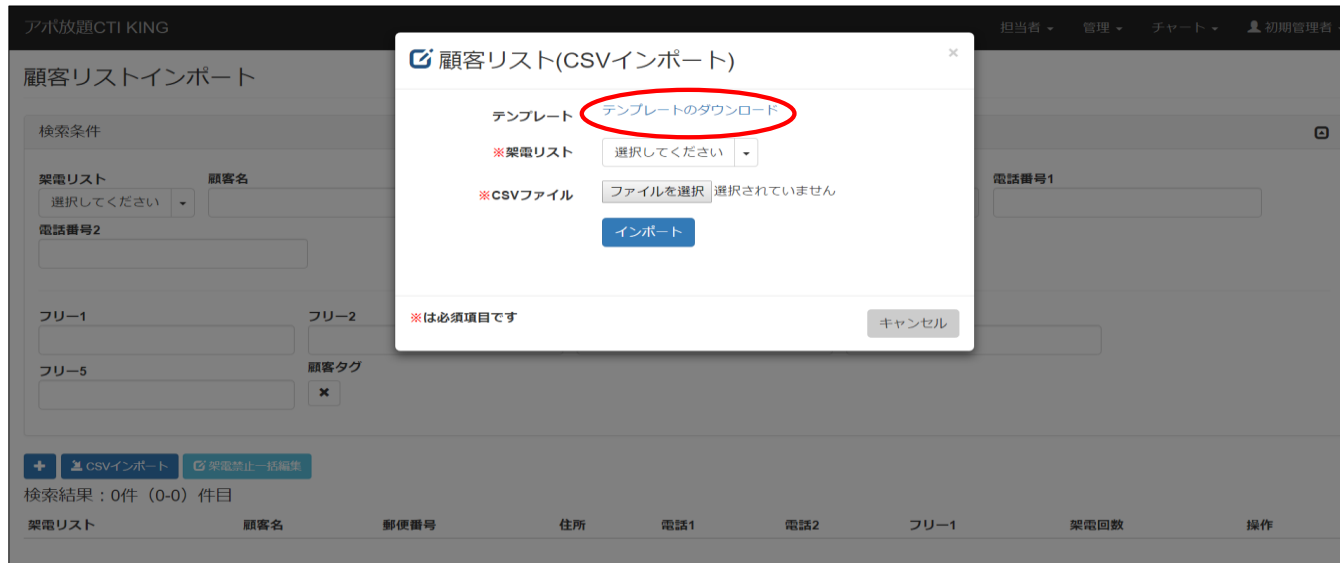 アポ放題CTI KING
担当者 管理 チャート 初期管理者
顧客リストインポート
顧客リスト(CSVインポート) ×
テンプレート テンプレートのダウンロード
※架電リスト 選択してください
※CSVファイル ファイルを選択 選択されていません
インポート
※は必須項目です キャンセル
検索条件
架電リスト 顧客名 電話番号1
選択してください
電話番号2
フリー1 フリー2
フリー5 顧客タグ
CSVインポート 架電禁止一括編集
検索結果：0件（0-0）件目
架電リスト 顧客名 郵便番号 住所 電話1 電話2 フリー1 架電回数 操作